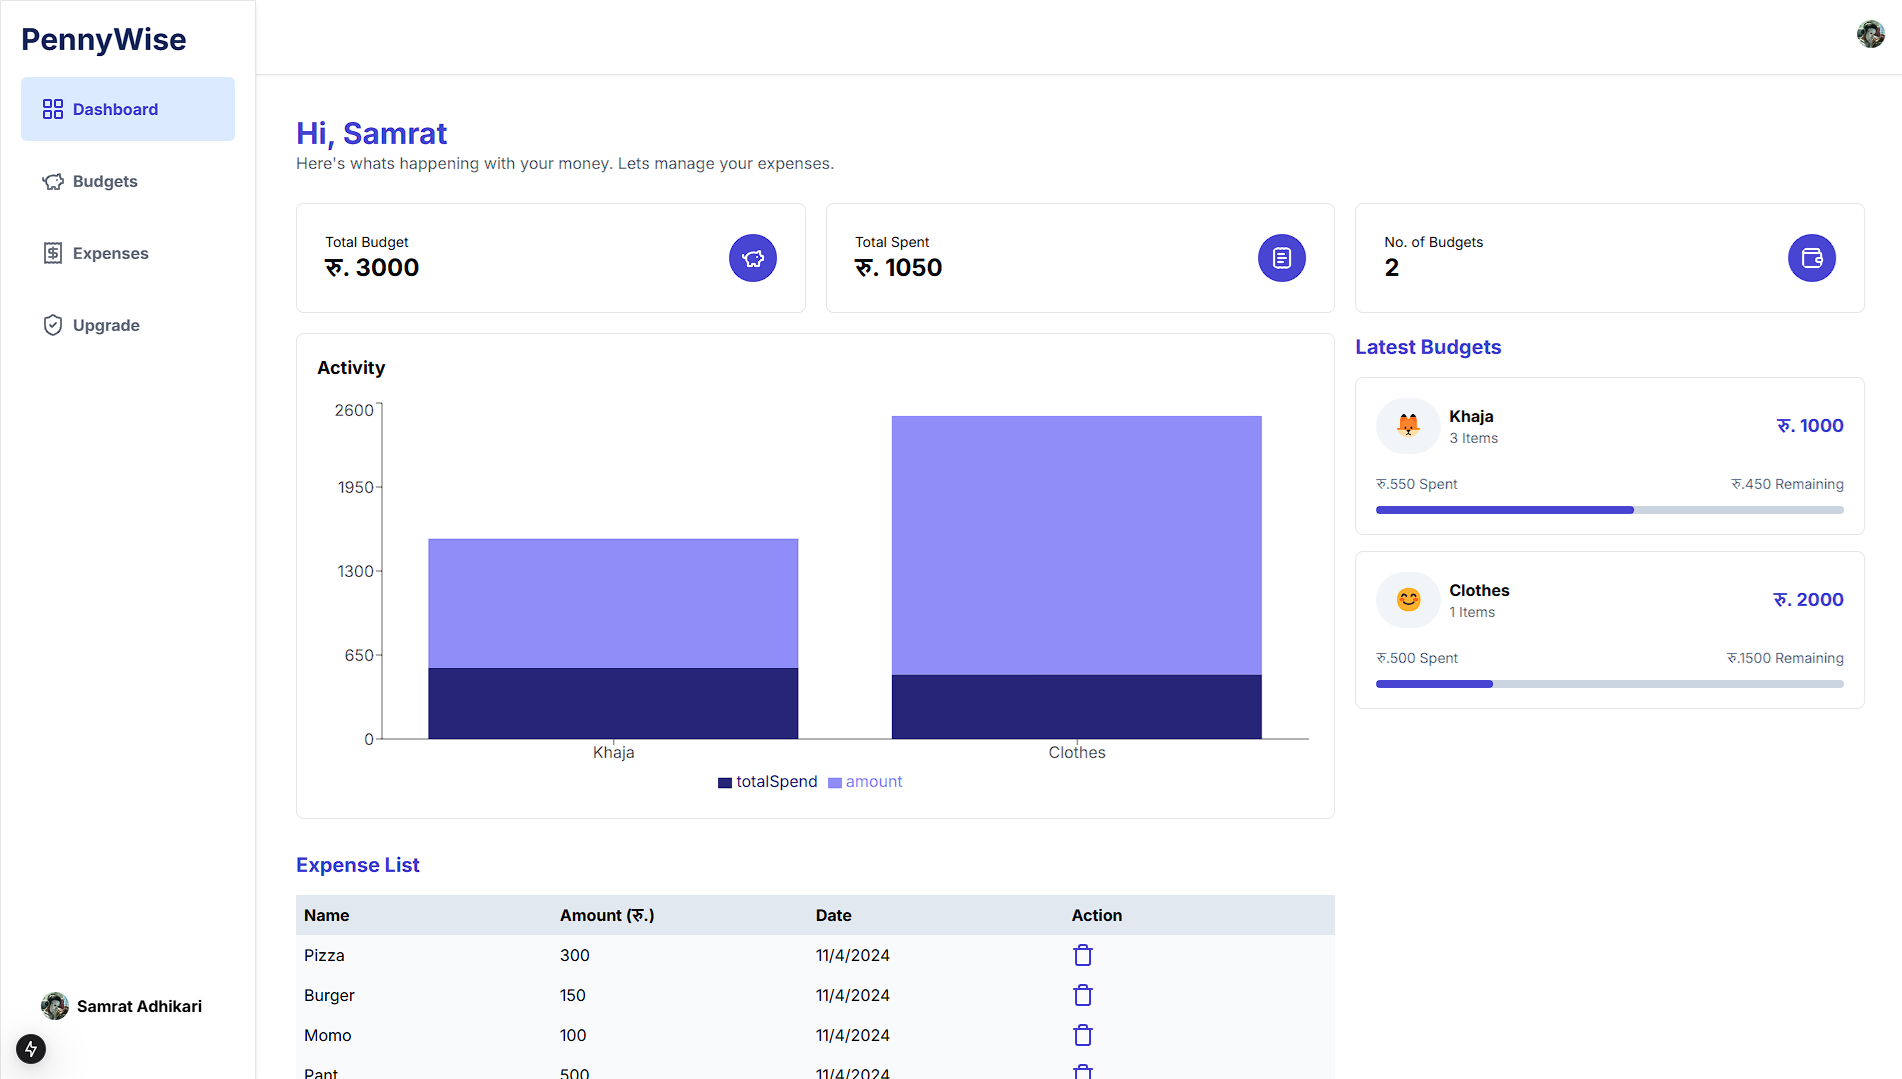 PennyWise
Dashboard
Budgets
Expenses
Upgrade
Samrat Adhikari
Hi, Samrat
Here's whats happening with your money. Lets manage your expenses.
Total Budget
रु. 3000
Total Spent
रु. 1050
No. of Budgets
2
Activity
2600
1950
1300
650
0
Khaja
Clothes
totalSpend amount
Latest Budgets
Khaja
3 Items
रु. 1000
रु.550 Spent
रु.450 Remaining
Clothes
1 Items
रु. 2000
रु.500 Spent
रु.1500 Remaining
Expense List
Name Amount (रु.) Date Action
Pizza 300 11/4/2024
Burger 150 11/4/2024
Momo 100 11/4/2024
Pant 500 11/4/2024